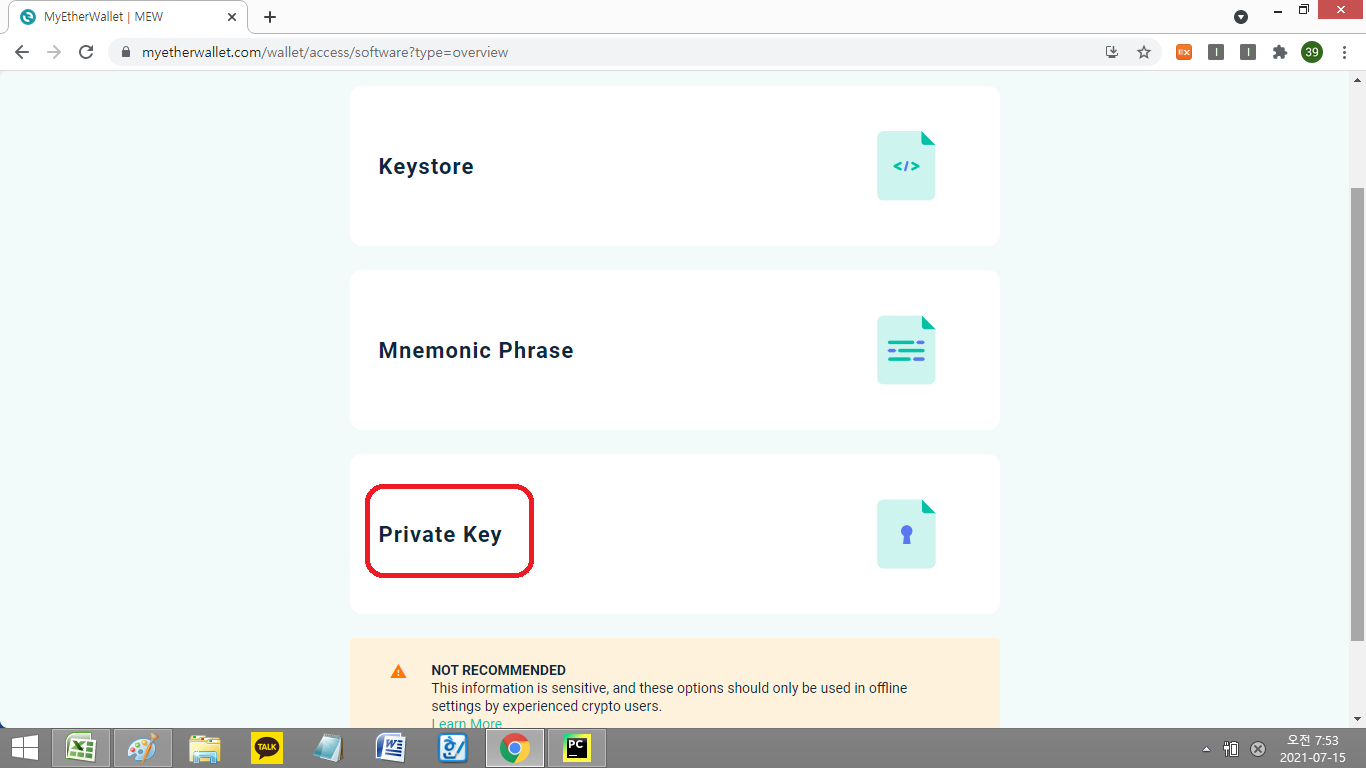 MyEtherWallet | MEW
myetherwallet.com/wallet/access/software?type=overview
39
Keystore
</>
Mnemonic Phrase
Private Key
NOT RECOMMENDED
This information is sensitive, and these options should only be used in offline
settings by experienced crypto users.
Learn More
TALK
PC
오전 7:53
2021-07-15